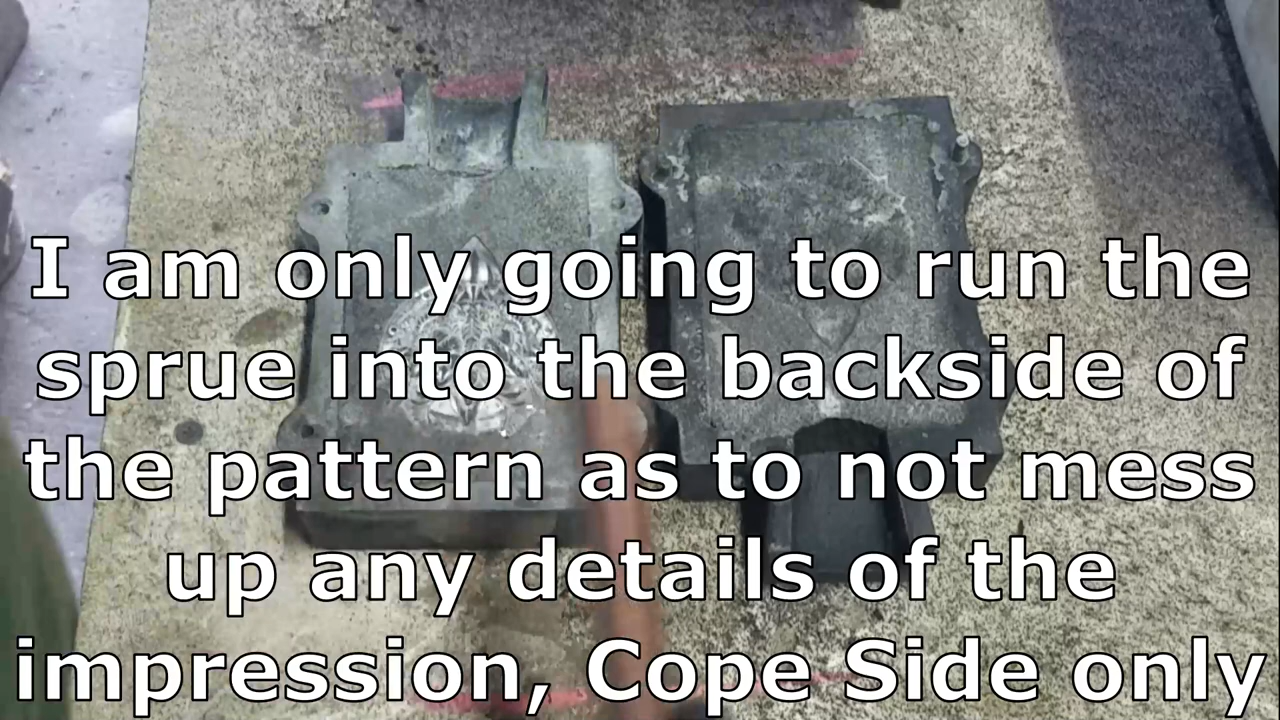 I am only going to run the
sprue into the backside of
the pattern as to not mess
up any details of the
impression, Cope Side only